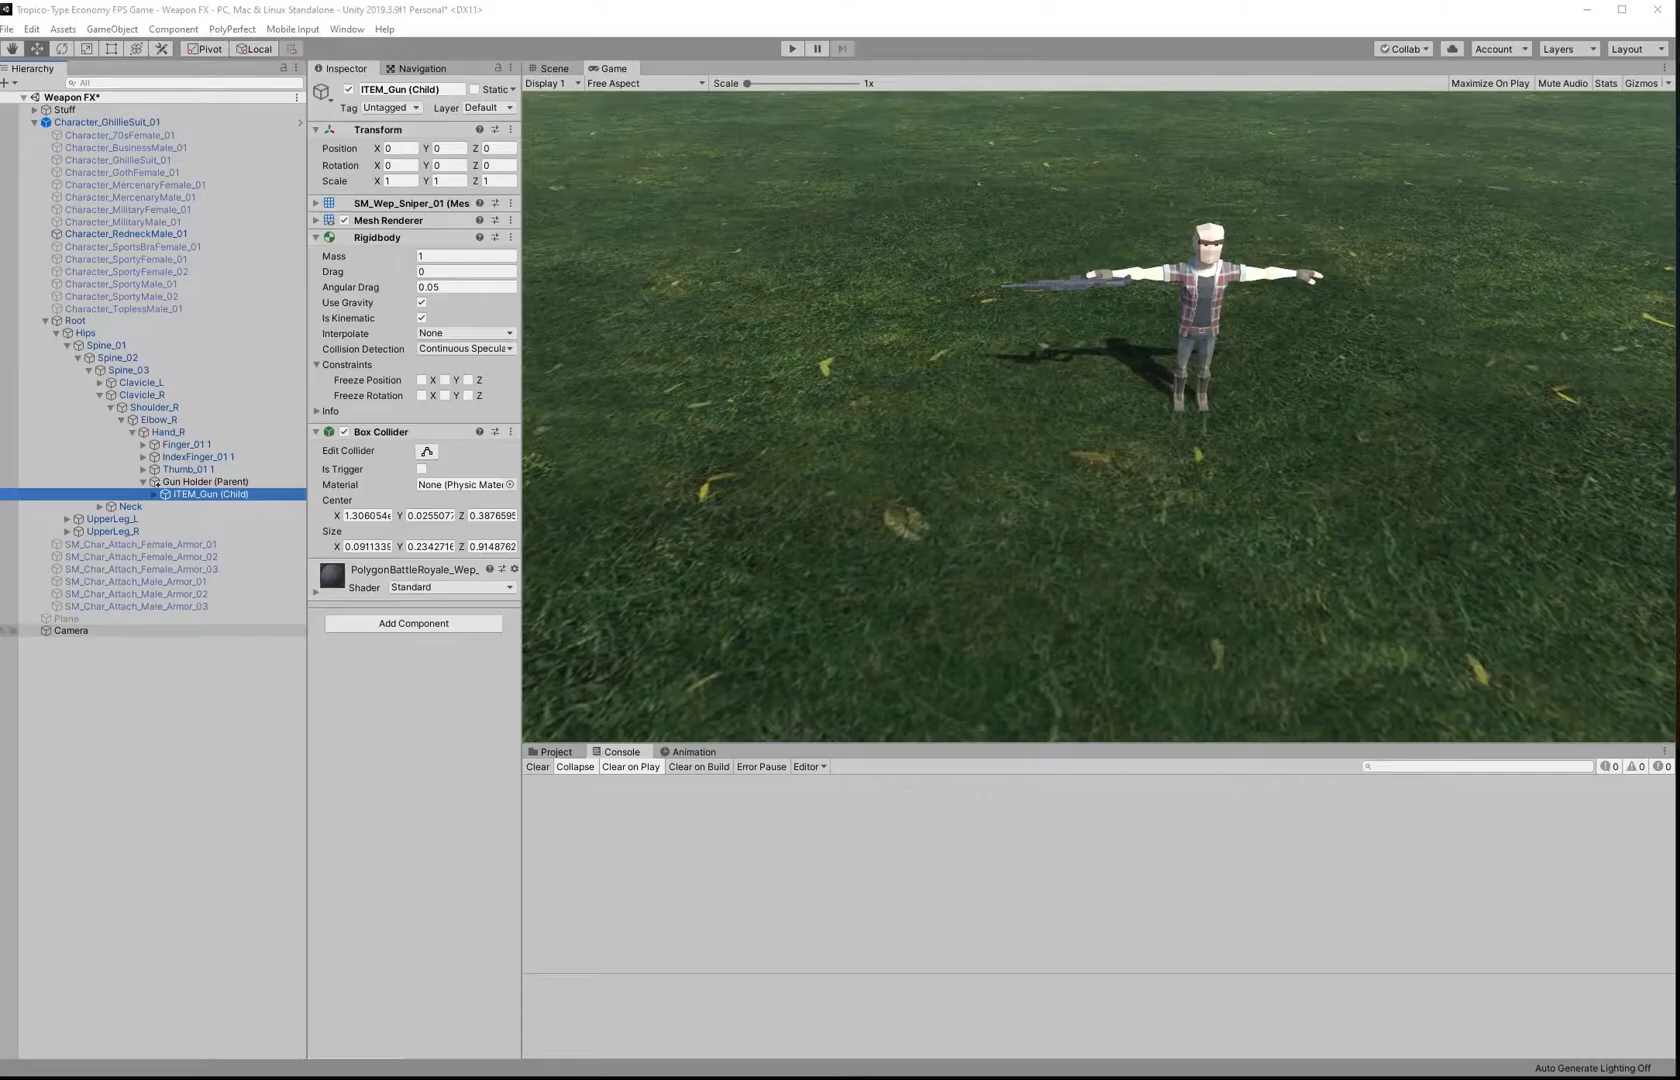 Tropico-Type Economy FPS Game - Weapon FX - PC, Mac & Linux Standalone - Unity 2019.3.9f1 Personal* <DX11>
File Edit Assets GameObject Component PolyPerfect Mobile Input Window Help
Pivot Local Collab Account Layers Layout
Hierarchy
All
Weapon FX*
Stuff
Character_GhillieSuit_01
Character_70sFemale_01
Character_BusinessMale_01
Character_GhillieSuit_01
Character_GothFemale_01
Character_MercenaryFemale_01
Character_MercenaryMale_01
Character_MilitaryFemale_01
Character_MilitaryMale_01
Character_RedneckMale_01
Character_SportsBraFemale_01
Character_SportyFemale_01
Character_SportyFemale_02
Character_SportyMale_01
Character_SportyMale_02
Character_ToplessMale_01
Root
Hips
Spine_01
Spine_02
Spine_03
Clavicle_L
Clavicle_R
Shoulder_R
Elbow_R
Hand_R
Finger_01 1
IndexFinger_01 1
Thumb_01 1
Gun Holder (Parent)
ITEM_Gun (Child)
Neck
UpperLeg_L
UpperLeg_R
SM_Char_Attach_Female_Armor_01
SM_Char_Attach_Female_Armor_02
SM_Char_Attach_Female_Armor_03
SM_Char_Attach_Male_Armor_01
SM_Char_Attach_Male_Armor_02
SM_Char_Attach_Male_Armor_03
Plane
Camera
Inspector Navigation
ITEM_Gun (Child) Static
Tag Untagged Layer Default
Transform
Position X 0 Y 0 Z 0
Rotation X 0 Y 0 Z 0
Scale X 1 Y 1 Z 1
SM_Wep_Sniper_01 (Mes
Mesh Renderer
Rigidbody
Mass 1
Drag 0
Angular Drag 0.05
Use Gravity
Is Kinematic
Interpolate None
Collision Detection Continuous Specula
Constraints
Freeze Position X Y Z
Freeze Rotation X Y Z
Info
Box Collider
Edit Collider
Is Trigger
Material None (Physic Mater
Center
X 1.306054e Y 0.0255077 Z 0.3876595
Size
X 0.0911339 Y 0.2342716 Z 0.9148762
PolygonBattleRoyale_Wep_
Shader Standard
Add Component
Scene Game
Display 1 Free Aspect Scale 1x Maximize On Play Mute Audio Stats Gizmos
Project Console Animation
Clear Collapse Clear on Play Clear on Build Error Pause Editor 0 0 0
Auto Generate Lighting Off